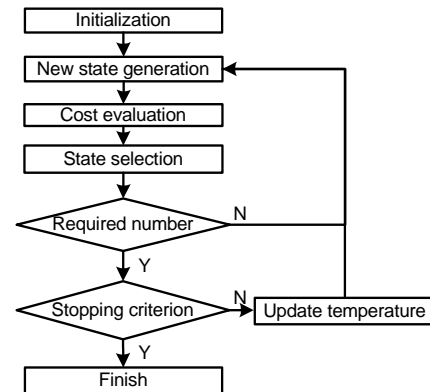 Initialization
New state generation
Cost evaluation
State selection
Required number
N
Y
Stopping criterion
N
Update temperature
Y
Finish